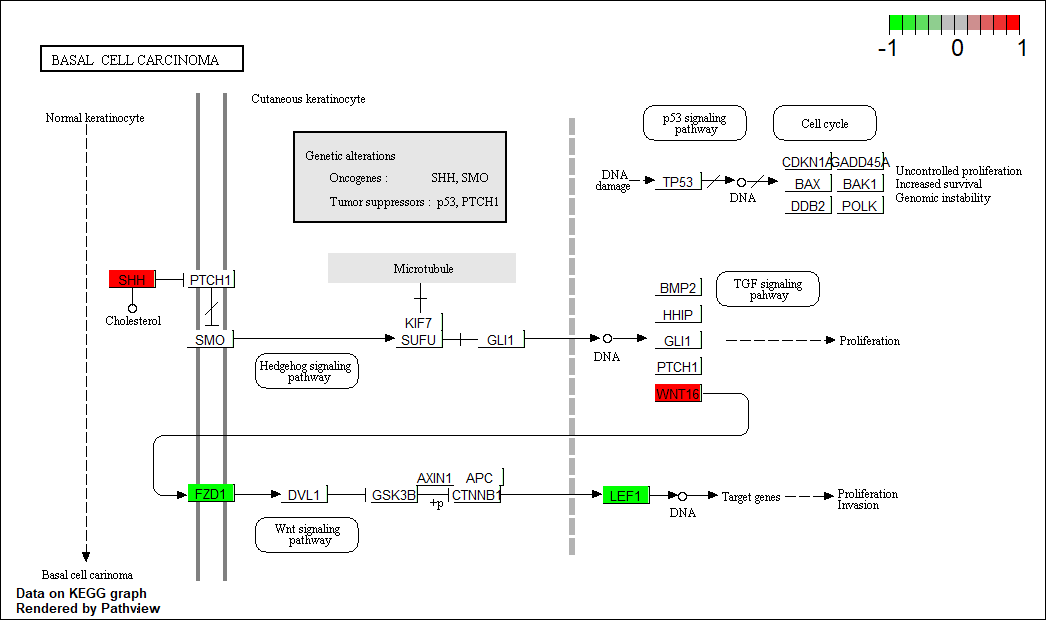 -1 0 1
BASAL CELL CARCINOMA
Cutaneous keratinocyte
Normal keratinocyte
Genetic alterations
Oncogenes : SHH, SMO
Tumor suppressors : p53, PTCH1
p53 signaling
pathway
Cell cycle
DNA
damage
TP53
DNA
CDKN1A GADD45A
BAX BAK1
DDB2 POLK
Uncontrolled proliferation
Increased survival
Genomic instability
SHH
PTCH1
Cholesterol
SMO
Microtubule
KIF7
SUFU
GLI1
Hedgehog signaling
pathway
DNA
BMP2
HHIP
GLI1
PTCH1
WNT16
TGF signaling
pahway
Proliferation
FZD1
DVL1
GSK3B
AXIN1 APC
CTNNB1
+p
Wnt signaling
pathway
LEF1
DNA
Target genes
Proliferation
Invasion
Basal cell carinoma
Data on KEGG graph
Rendered by Pathview